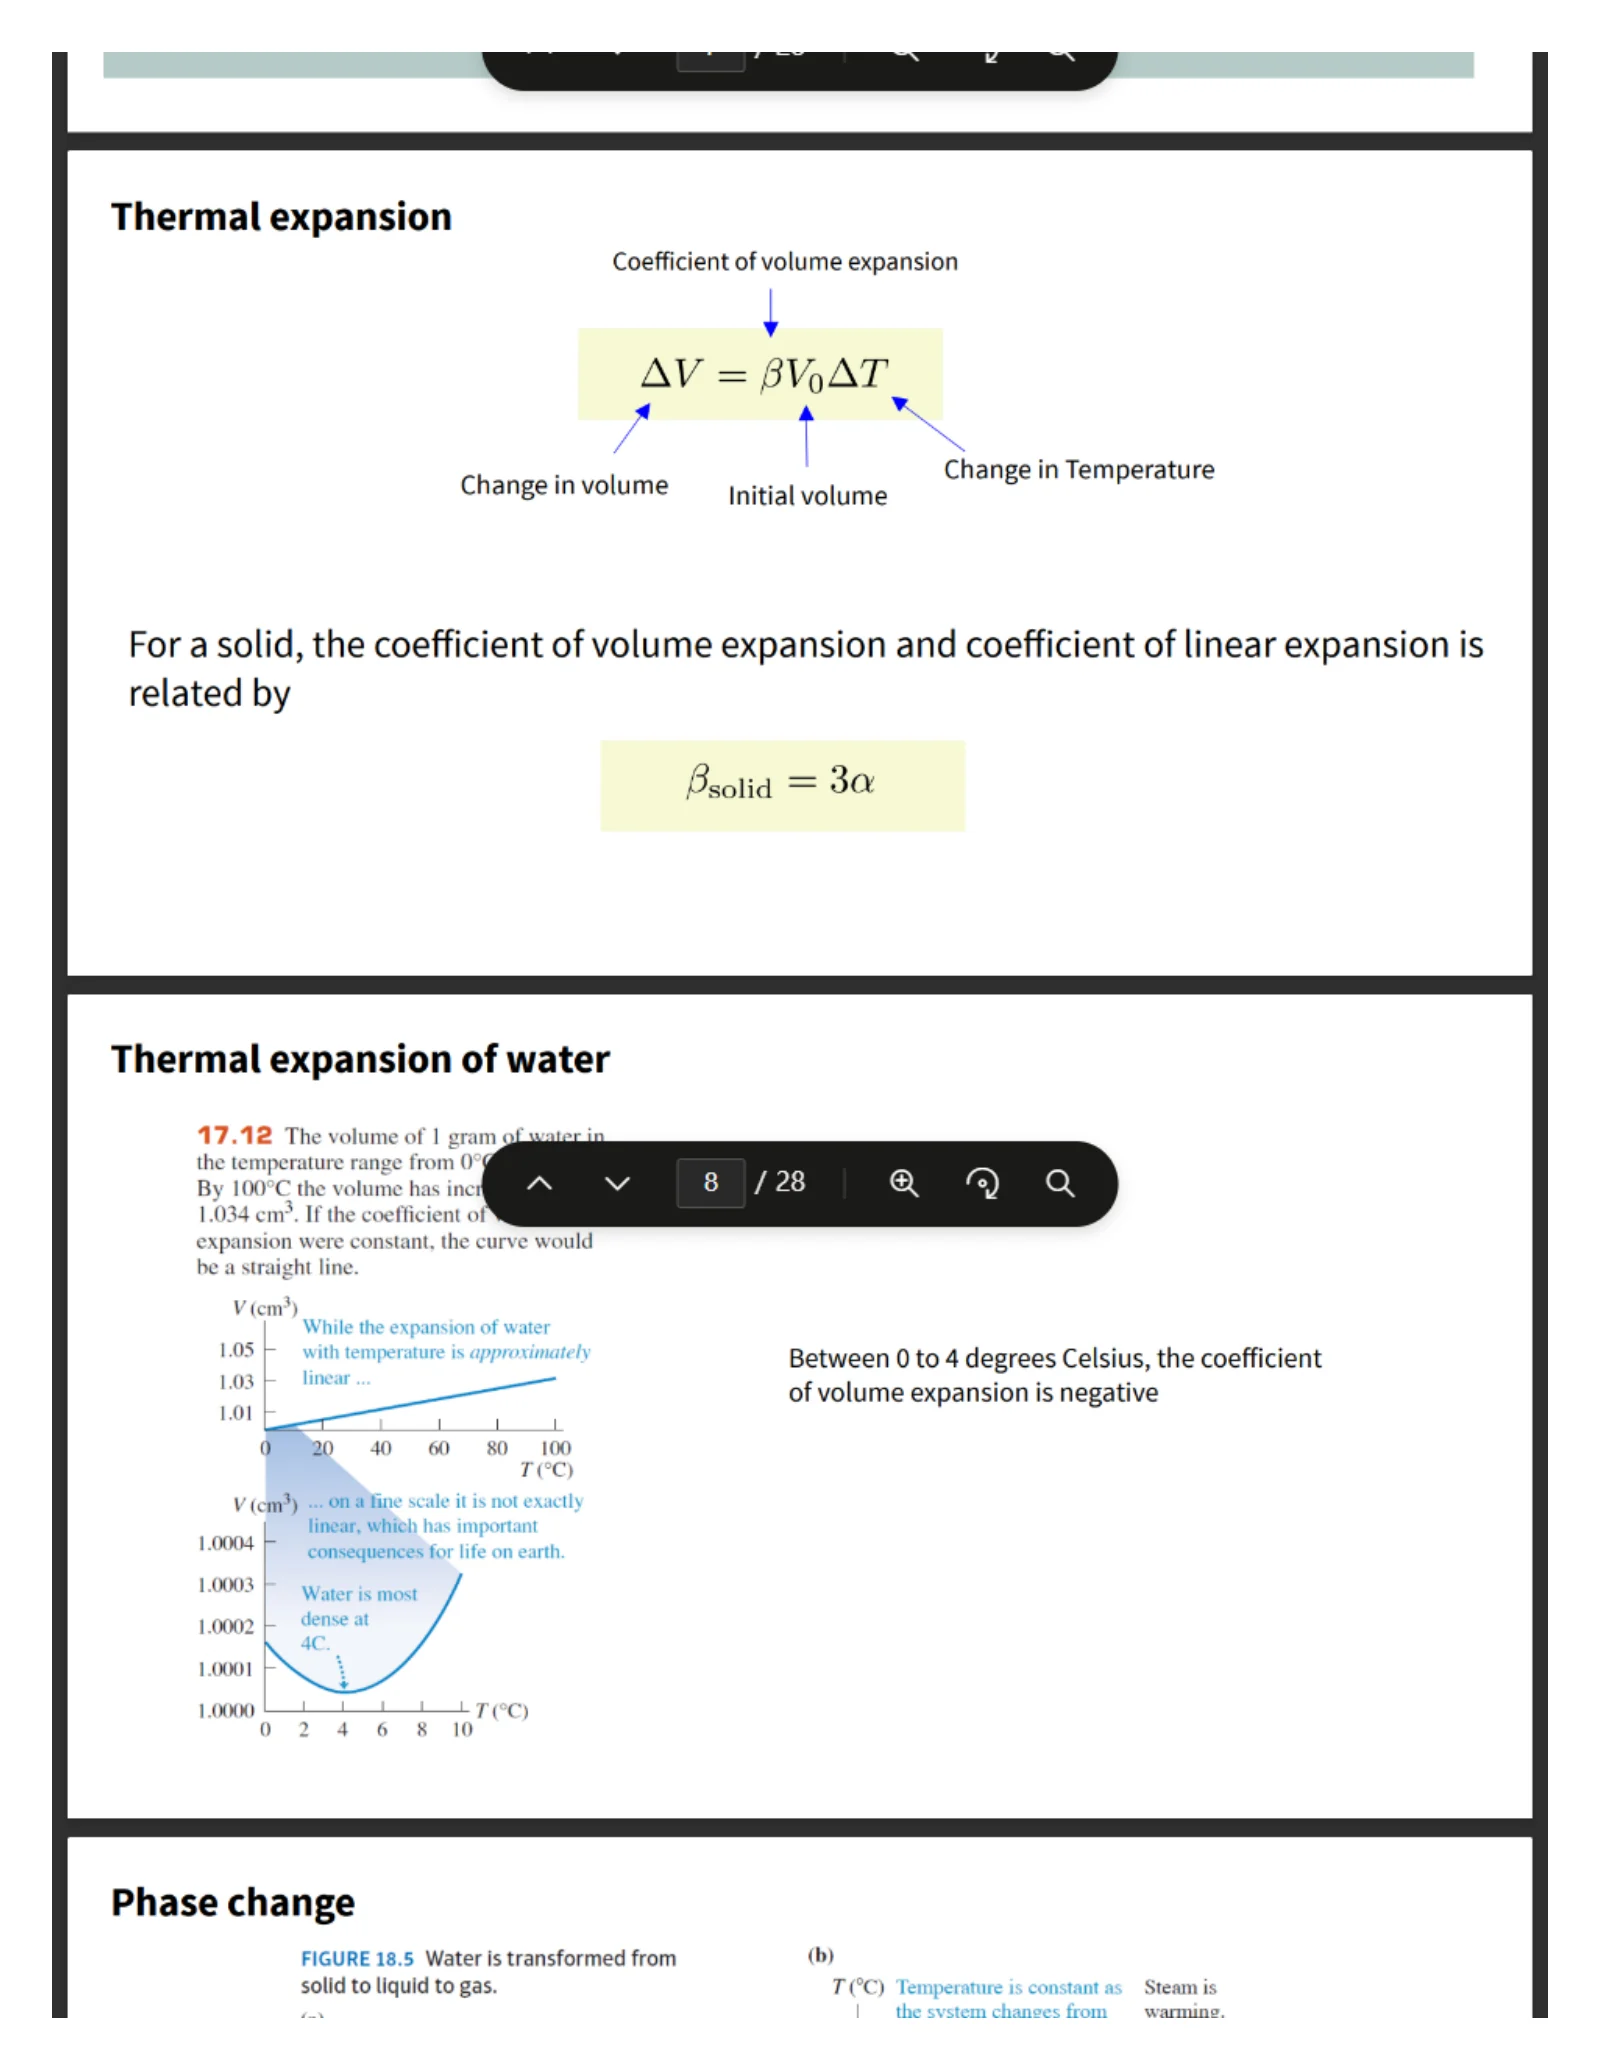 Thermal expansion
Coefficient of volume expansion
ΔV = βV₀ΔT
Change in volume
Initial volume
Change in Temperature
For a solid, the coefficient of volume expansion and coefficient of linear expansion is
related by
βsolid = 3α
Thermal expansion of water
17.12 The volume of 1 gram of water in
the temperature range from 0°C
By 100°C the volume has
1.034 cm³. If the coefficient of
expansion were constant, the curve would
be a straight line.
8 / 28
V (cm³)
While the expansion of water
with temperature is approximately
linear ...
1.05
1.03
1.01
0 20 40 60 80 100
T (°C)
Between 0 to 4 degrees Celsius, the coefficient
of volume expansion is negative
V (cm³)
... on a fine scale it is not exactly
linear, which has important
consequences for life on earth.
1.0004
1.0003
1.0002
1.0001
1.0000
Water is most
dense at
4C.
0 2 4 6 8 10
T (°C)
Phase change
FIGURE 18.5 Water is transformed from
solid to liquid to gas.
(b)
T (°C)
Temperature is constant as
the system changes from
Steam is
warming.